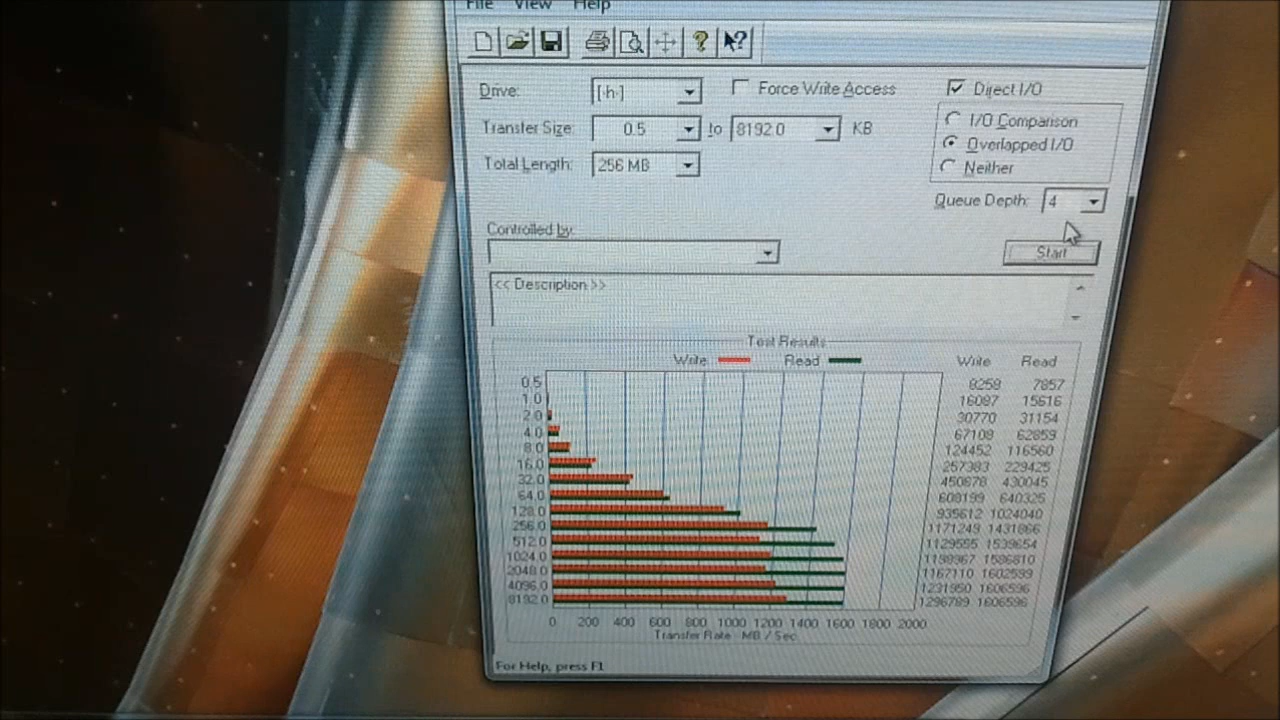 File View Help
Drive: [-h-] Force Write Access Direct I/O
Transfer Size: 0.5 to 8192.0 KB I/O Comparison
Overlapped I/O
Total Length: 256 MB Neither
Queue Depth: 4
Controlled by:
Start
<< Description >>
Test Results
Write Read Write Read
0.5 8258 7857
1.0 16087 15616
2.0 30770 31154
4.0 67108 62859
8.0 124452 116560
16.0 257383 229425
32.0 450678 430045
64.0 608199 640325
128.0 935612 1024040
256.0 1171249 1431866
512.0 1129555 1539654
1024.0 1198967 1586810
2048.0 1167110 1602599
4096.0 1231950 1606596
8192.0 1296789 1606596
0 200 400 600 800 1000 1200 1400 1600 1800 2000
Transfer Rate - MB / Sec
For Help, press F1